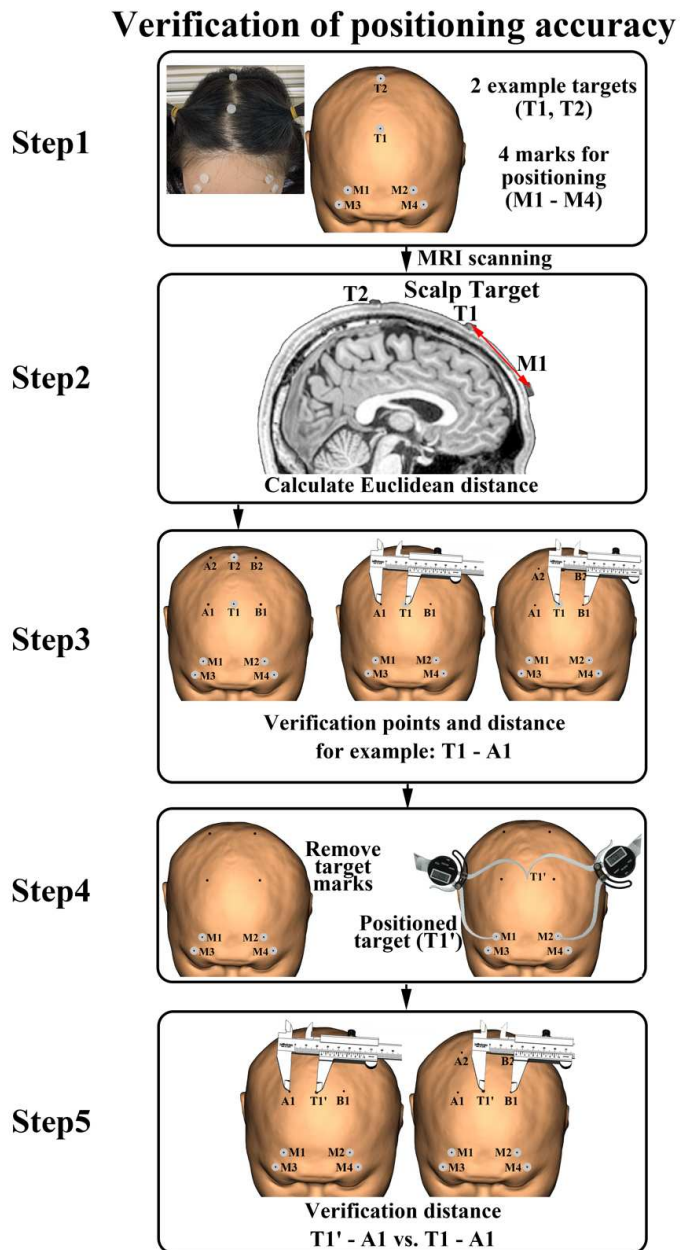 Verification of positioning accuracy
Step1
T2
T1
M1 M2
M3 M4
2 example targets
(T1, T2)
4 marks for
positioning
(M1 - M4)
MRI scanning
Step2
T2 Scalp Target
T1
M1
Calculate Euclidean distance
Step3
A2 T2 B2
A1 T1 B1
M1 M2
M3 M4
A1 T1 B1
M1 M2
M3 M4
A2 B2
A1 T1 B1
M1 M2
M3 M4
Verification points and distance
for example: T1 - A1
Step4
M1 M2
M3 M4
Remove
target
marks
Positioned
target (T1')
T1'
M1 M2
M3 M4
Step5
A1 T1' B1
M1 M2
M3 M4
A2 B2
A1 T1' B1
M1 M2
M3 M4
Verification distance
T1' - A1 vs. T1 - A1